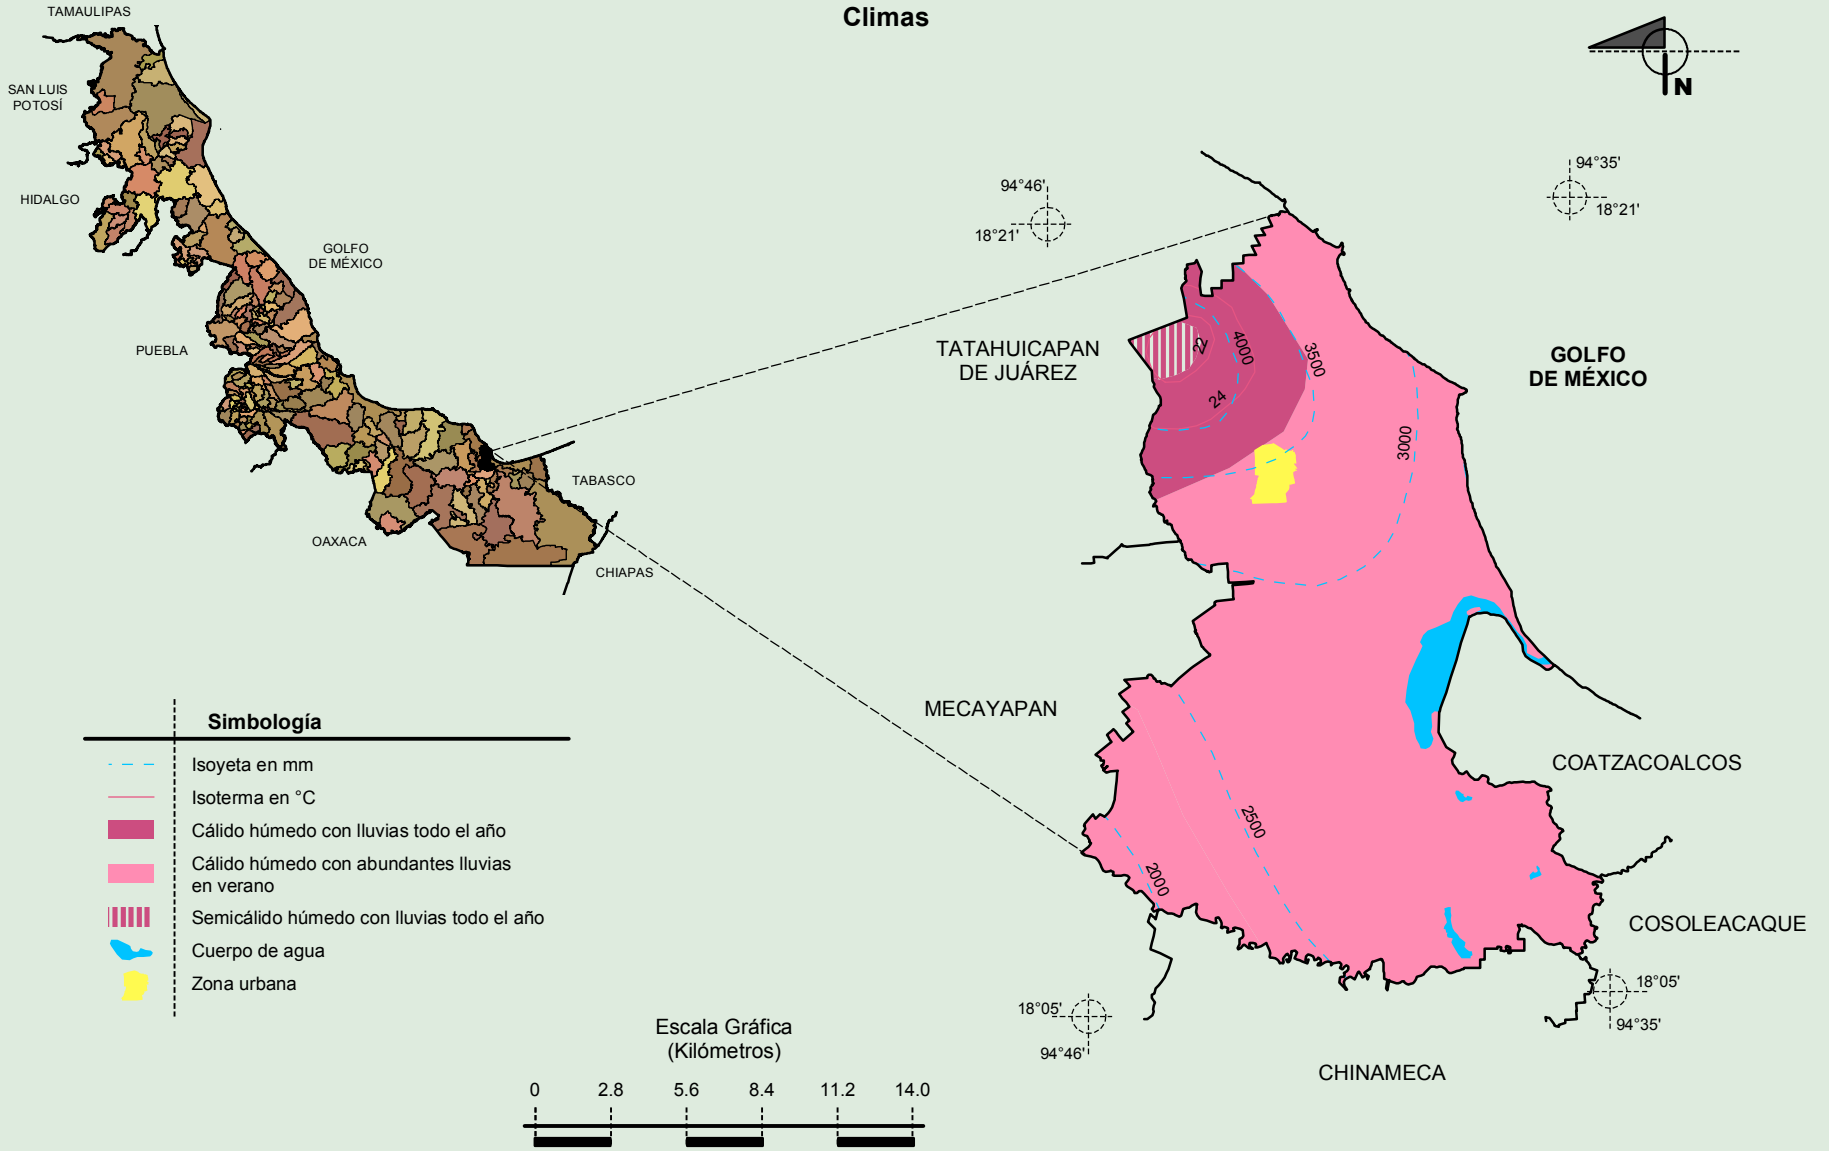 Climas
TAMAULIPAS
SAN LUIS
POTOSÍ
HIDALGO
GOLFO
DE MÉXICO
PUEBLA
TABASCO
OAXACA
CHIAPAS
N
94°46'
18°21'
94°35'
18°21'
TATAHUICAPAN
DE JUÁREZ
GOLFO
DE MÉXICO
22
4000
3500
24
3000
MECAYAPAN
COATZACOALCOS
2500
2000
COSOLEACAQUE
18°05'
94°46'
18°05'
94°35'
CHINAMECA
Simbología
Isoyeta en mm
Isoterma en °C
Cálido húmedo con lluvias todo el año
Cálido húmedo con abundantes lluvias
en verano
Semicálido húmedo con lluvias todo el año
Cuerpo de agua
Zona urbana
Escala Gráfica
(Kilómetros)
0 2.8 5.6 8.4 11.2 14.0